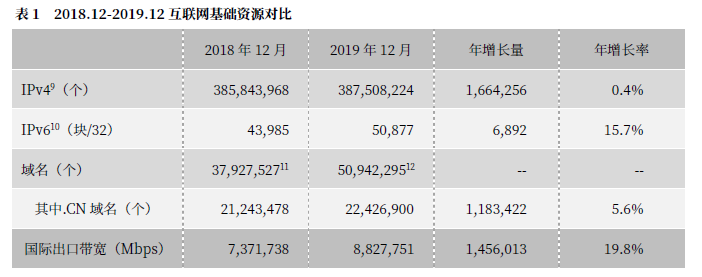 表 1 2018.12-2019.12 互联网基础资源对比
2018 年 12 月 2019 年 12 月 年增长量 年增长率
IPv4⁹（个） 385,843,968 387,508,224 1,664,256 0.4%
IPv6¹⁰（块/32） 43,985 50,877 6,892 15.7%
域名（个） 37,927,527¹¹ 50,942,295¹² -- --
其中.CN 域名（个） 21,243,478 22,426,900 1,183,422 5.6%
国际出口带宽（Mbps） 7,371,738 8,827,751 1,456,013 19.8%